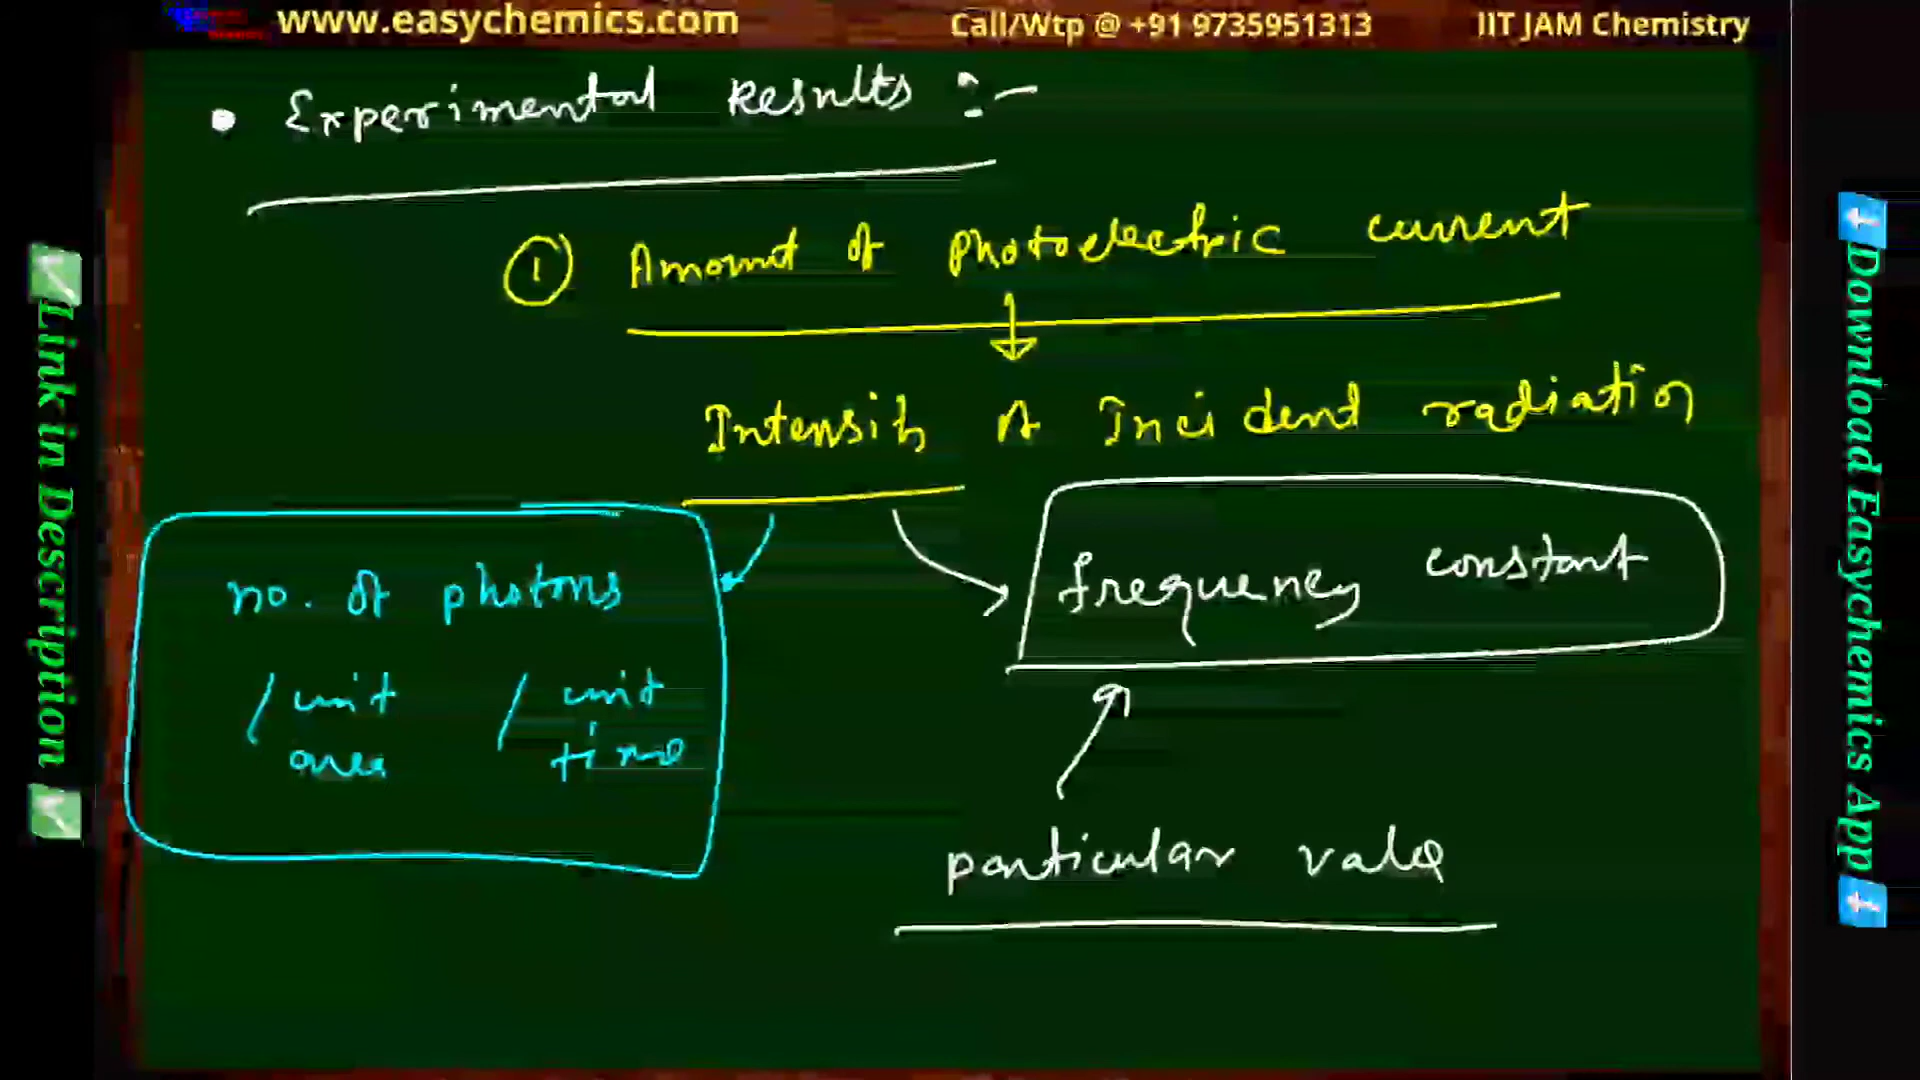 www.easychemics.com
Call/Wtp @ +91 9735951313
IIT JAM Chemistry
• Experimental Results :-
① Amount of photoelectric current
Intensity of Incident radiation
no. of photons
/ unit area / unit time
frequency constant
particular value
Link in Description
Download Easychemics App